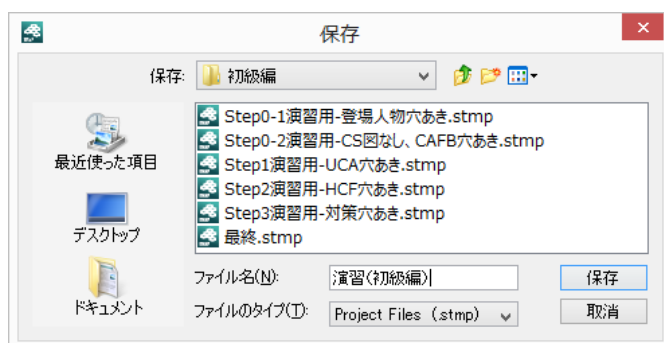 保存
保存: 初級編
Step0-1演習用-登場人物穴あき.stmp
Step0-2演習用-CS図なし、CAFB穴あき.stmp
Step1演習用-UCA穴あき.stmp
Step2演習用-HCF穴あき.stmp
Step3演習用-対策穴あき.stmp
最終.stmp
最近使った項目
デスクトップ
ドキュメント
ファイル名(N): 演習(初級編) 保存
ファイルのタイプ(T): Project Files (.stmp) 取消